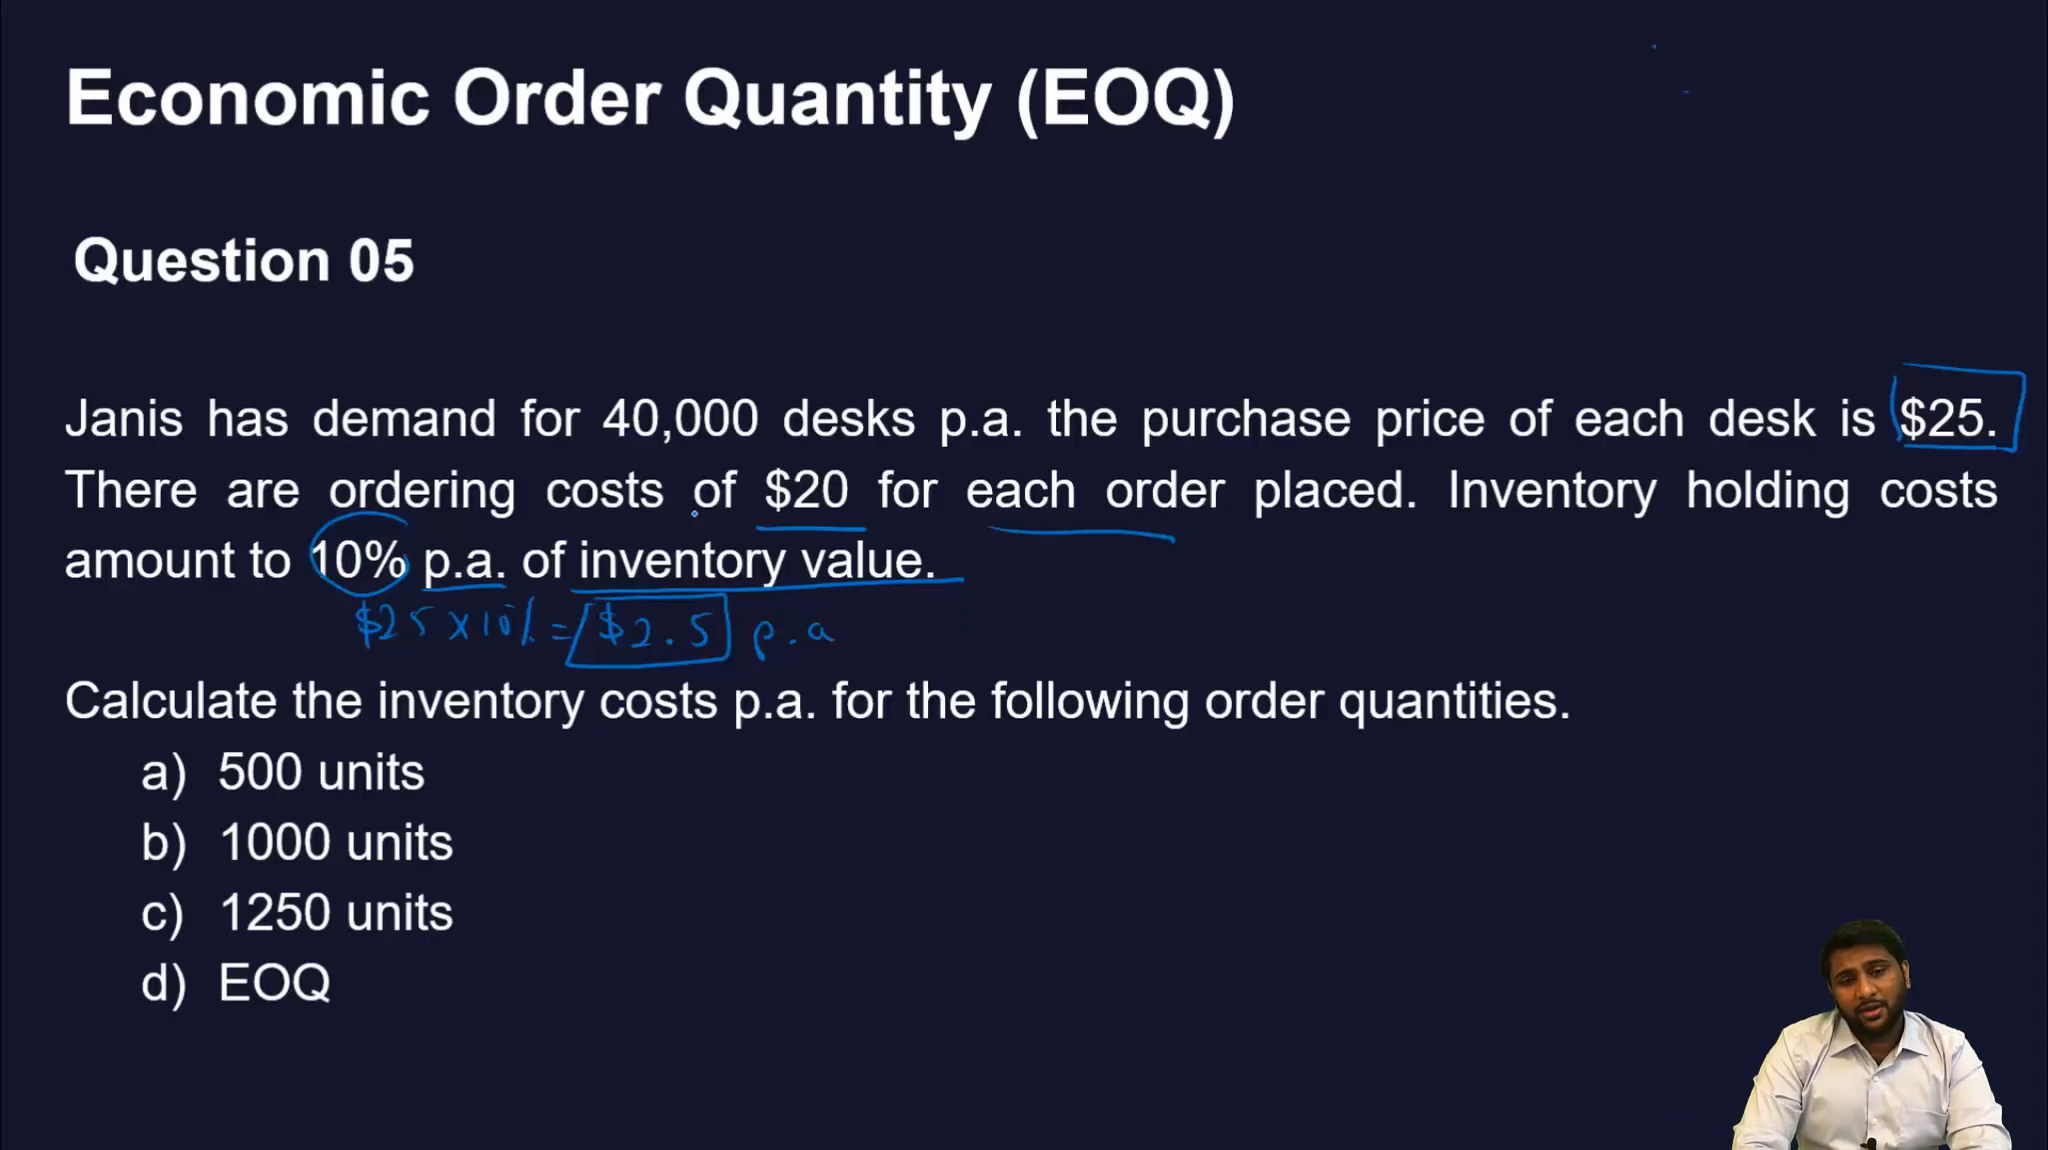 Economic Order Quantity (EOQ)
Question 05
Janis has demand for 40,000 desks p.a. the purchase price of each desk is $25.
There are ordering costs of $20 for each order placed. Inventory holding costs
amount to 10% p.a. of inventory value.
$25 x 10% = $2.5 p.a
Calculate the inventory costs p.a. for the following order quantities.
a) 500 units
b) 1000 units
c) 1250 units
d) EOQ